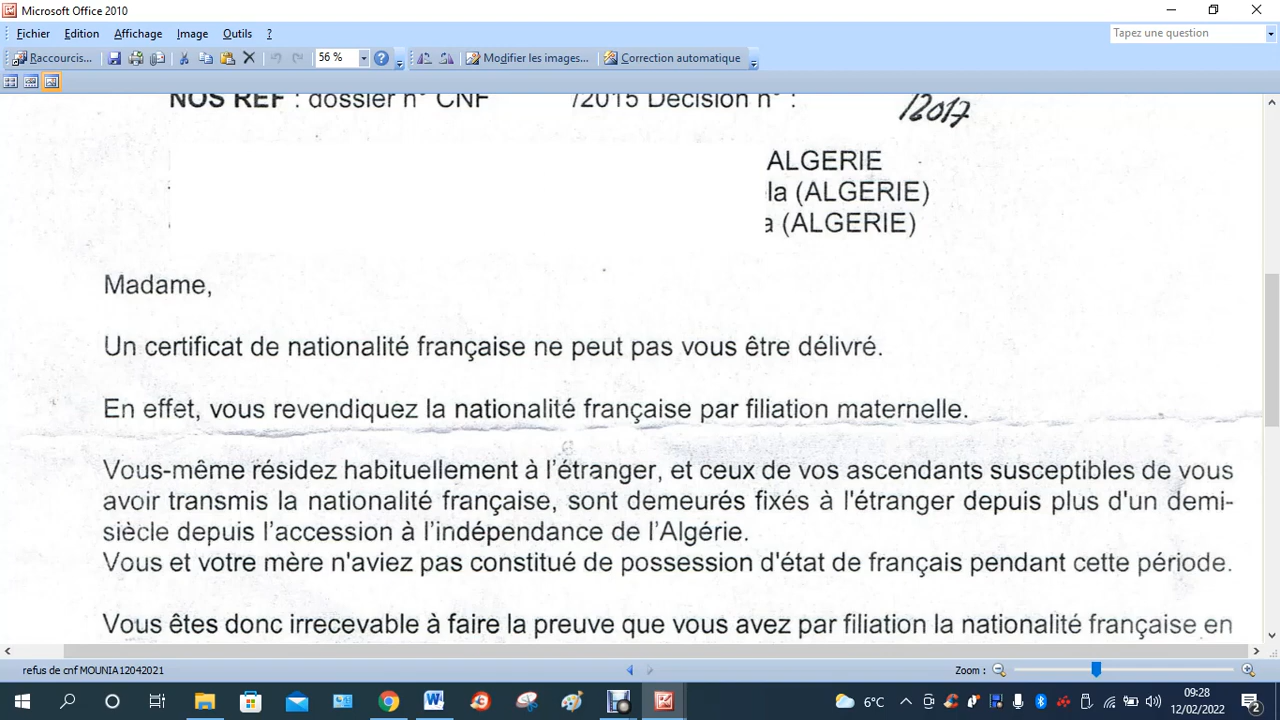 Microsoft Office 2010
Fichier Edition Affichage Image Outils ?
Tapez une question
Raccourcis... 56 % Modifier les images... Correction automatique
NOS REF : dossier n° CNF /2015 Décision n° : /2017
ALGERIE
la (ALGERIE)
a (ALGERIE)
Madame,
Un certificat de nationalité française ne peut pas vous être délivré.
En effet, vous revendiquez la nationalité française par filiation maternelle.
Vous-même résidez habituellement à l'étranger, et ceux de vos ascendants susceptibles de vous
avoir transmis la nationalité française, sont demeurés fixés à l'étranger depuis plus d'un demi-
siècle depuis l'accession à l'indépendance de l'Algérie.
Vous et votre mère n'aviez pas constitué de possession d'état de français pendant cette période.
Vous êtes donc irrecevable à faire la preuve que vous avez par filiation la nationalité française en
refus de cnf MOUNIA12042021
Zoom :
6°C
09:28
12/02/2022
2